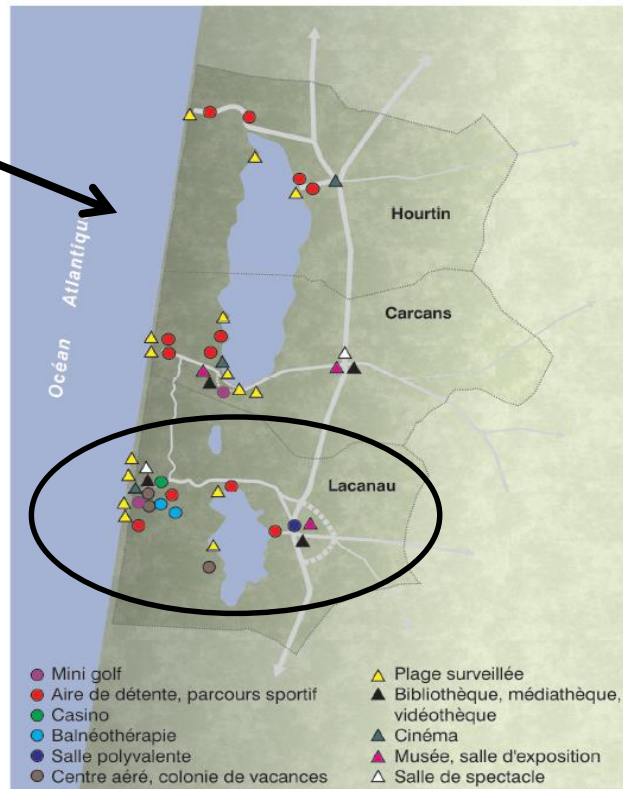 Hourtin
Carcans
Océan Atlantique
Lacanau
Mini golf
Aire de détente, parcours sportif
Casino
Balnéothérapie
Salle polyvalente
Centre aéré, colonie de vacances
Plage surveillée
Bibliothèque, médiathèque,
vidéothèque
Cinéma
Musée, salle d'exposition
Salle de spectacle